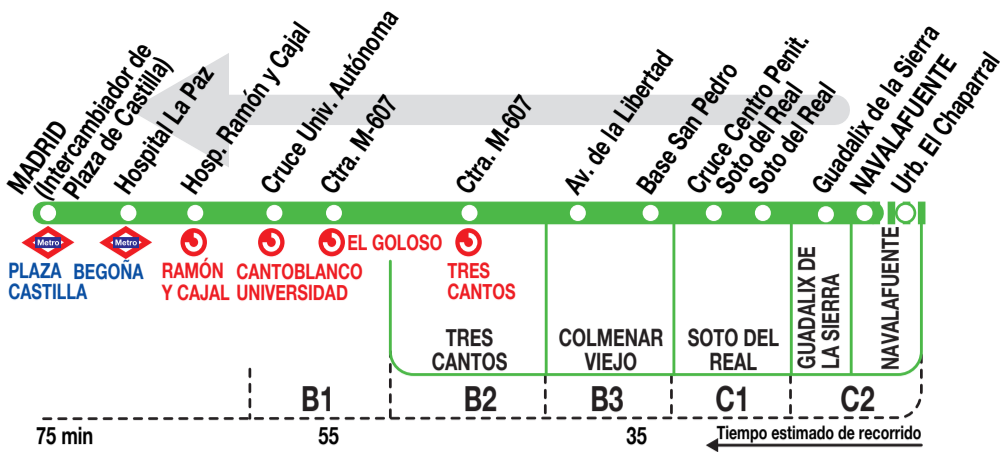 MADRID
(Intercambiador de
Plaza de Castilla)
Hospital La Paz
Hosp. Ramón y Cajal
Cruce Univ. Autónoma
Ctra. M-607
Ctra. M-607
Av. de la Libertad
Base San Pedro
Cruce Centro Penit.
Soto del Real
Soto del Real
Guadalix de la Sierra
NAVALAFUENTE
Urb. El Chaparral
Metro
Metro
PLAZA
CASTILLA
BEGOÑA
RAMÓN
Y CAJAL
CANTOBLANCO
UNIVERSIDAD
EL GOLOSO
TRES
CANTOS
TRES
CANTOS
COLMENAR
VIEJO
SOTO DEL
REAL
GUADALIX DE
LA SIERRA
NAVALAFUENTE
B1
B2
B3
C1
C2
75 min
55
35
Tiempo estimado de recorrido